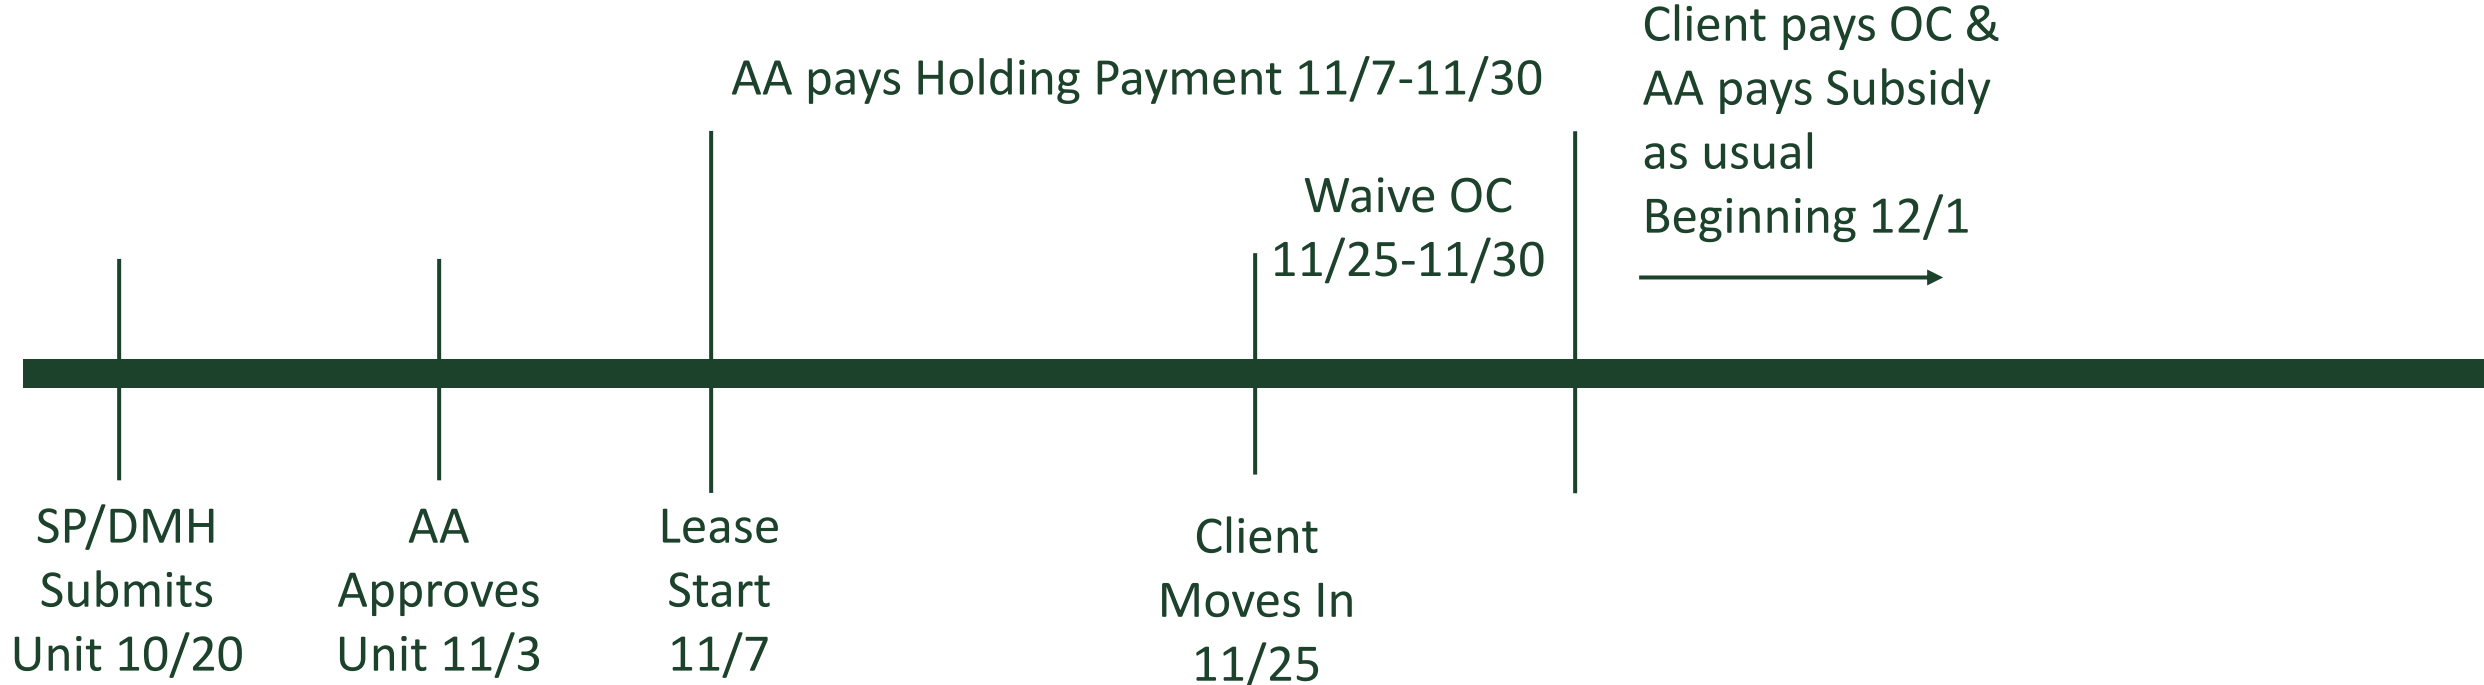 Client pays OC &
AA pays Subsidy
as usual
Beginning 12/1
AA pays Holding Payment 11/7-11/30
Waive OC
11/25-11/30
SP/DMH
Submits
Unit 10/20
AA
Approves
Unit 11/3
Lease
Start
11/7
Client
Moves In
11/25